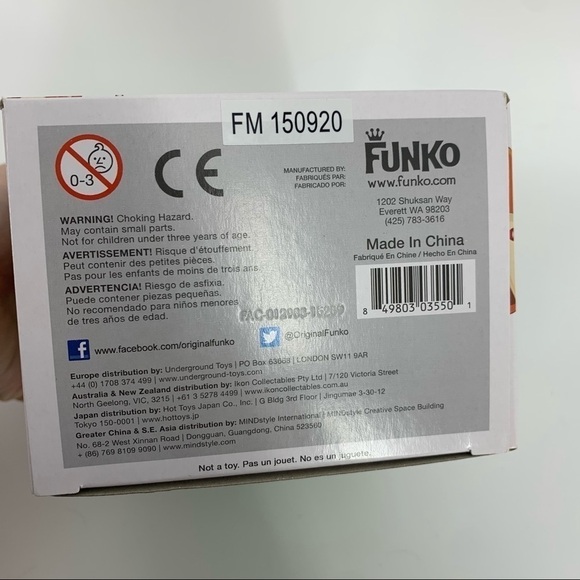 FM 150920
0-3
CE
MANUFACTURED BY:
FABRIQUÉS PAR:
FABRICADO POR:
FUNKO
www.funko.com
1202 Shuksan Way
Everett WA 98203
(425) 783-3616
Made In China
Fabriqué En Chine / Hecho En China
8 49803 03550 1
WARNING! Choking Hazard.
May contain small parts.
Not for children under three years of age.
AVERTISSEMENT! Risque d'étouffement.
Peut contenir des petites pièces.
Pas pour les enfants de moins de trois ans.
ADVERTENCIA! Riesgo de asfixia.
Puede contener piezas pequeñas.
No recomendado para niños menores
de tres años de edad.
www.facebook.com/originalfunko
@OriginalFunko
Europe distribution by: Underground Toys | PO Box 63068 | LONDON SW11 9AR
+44 (0) 1708 374 499 | www.underground-toys.com
Australia & New Zealand distribution by: Ikon Collectables Pty Ltd | 7/120 Victoria Street
North Geelong, VIC, 3215 | +61 3 5278 4499 | www.ikoncollectables.com
Japan distribution by: Hot Toys Japan Co., Inc. | G Bldg 3rd Floor | Jingumae 3-30-12
Tokyo 150-0001 | www.hottoys.jp
Greater China & S.E. Asia distribution by: MINDstyle International | MINDstyle Creative Space Building
No. 68-2 West Xinnan Road | Dongguan, Guangdong, China 523560
+ (86) 769 8109 9090 | www.mindstyle.com
Not a toy. Pas un jouet. No es un juguete.